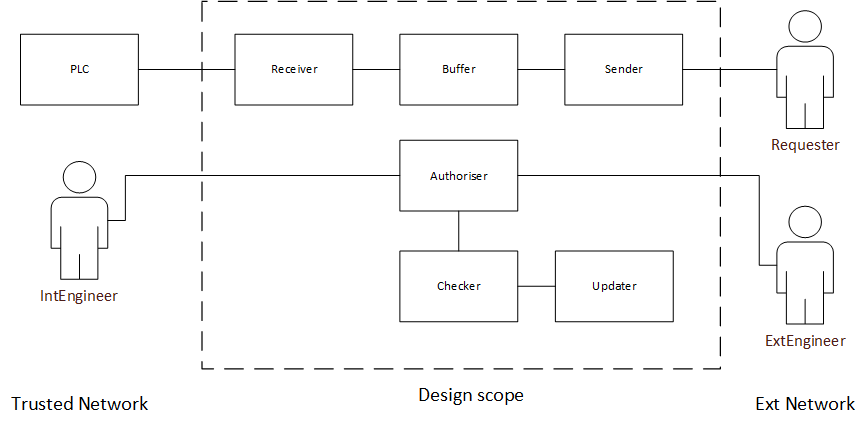 PLC
Receiver
Buffer
Sender
Requester
Authoriser
IntEngineer
Checker
Updater
ExtEngineer
Design scope
Trusted Network
Ext Network